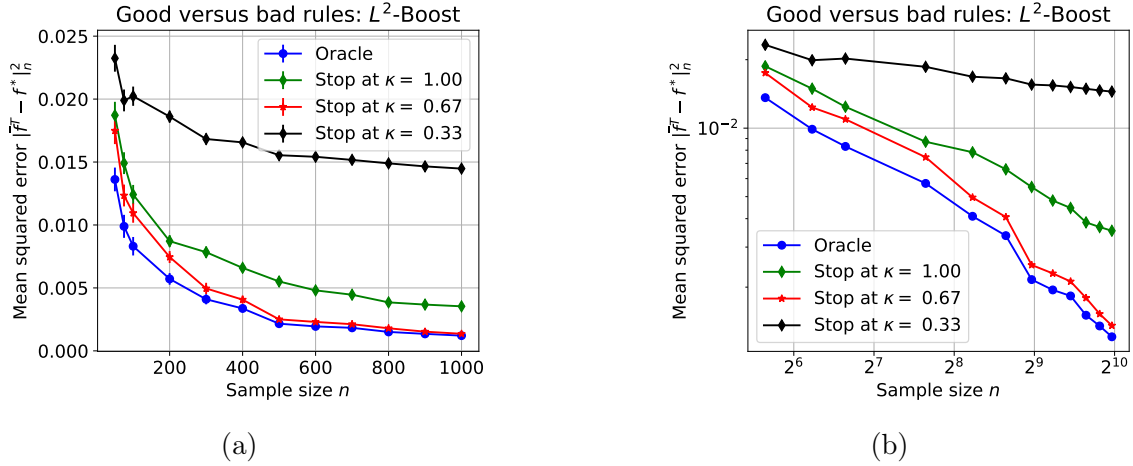 Good versus bad rules: L²-Boost
Mean squared error |f̄ᵀ − f*|²ₙ
0.025
0.020
0.015
0.010
0.005
0.000
Oracle
Stop at κ = 1.00
Stop at κ = 0.67
Stop at κ = 0.33
200 400 600 800 1000
Sample size n
(a)
Good versus bad rules: L²-Boost
Mean squared error |f̄ᵀ − f*|²ₙ
10⁻²
Oracle
Stop at κ = 1.00
Stop at κ = 0.67
Stop at κ = 0.33
2⁶ 2⁷ 2⁸ 2⁹ 2¹⁰
Sample size n
(b)